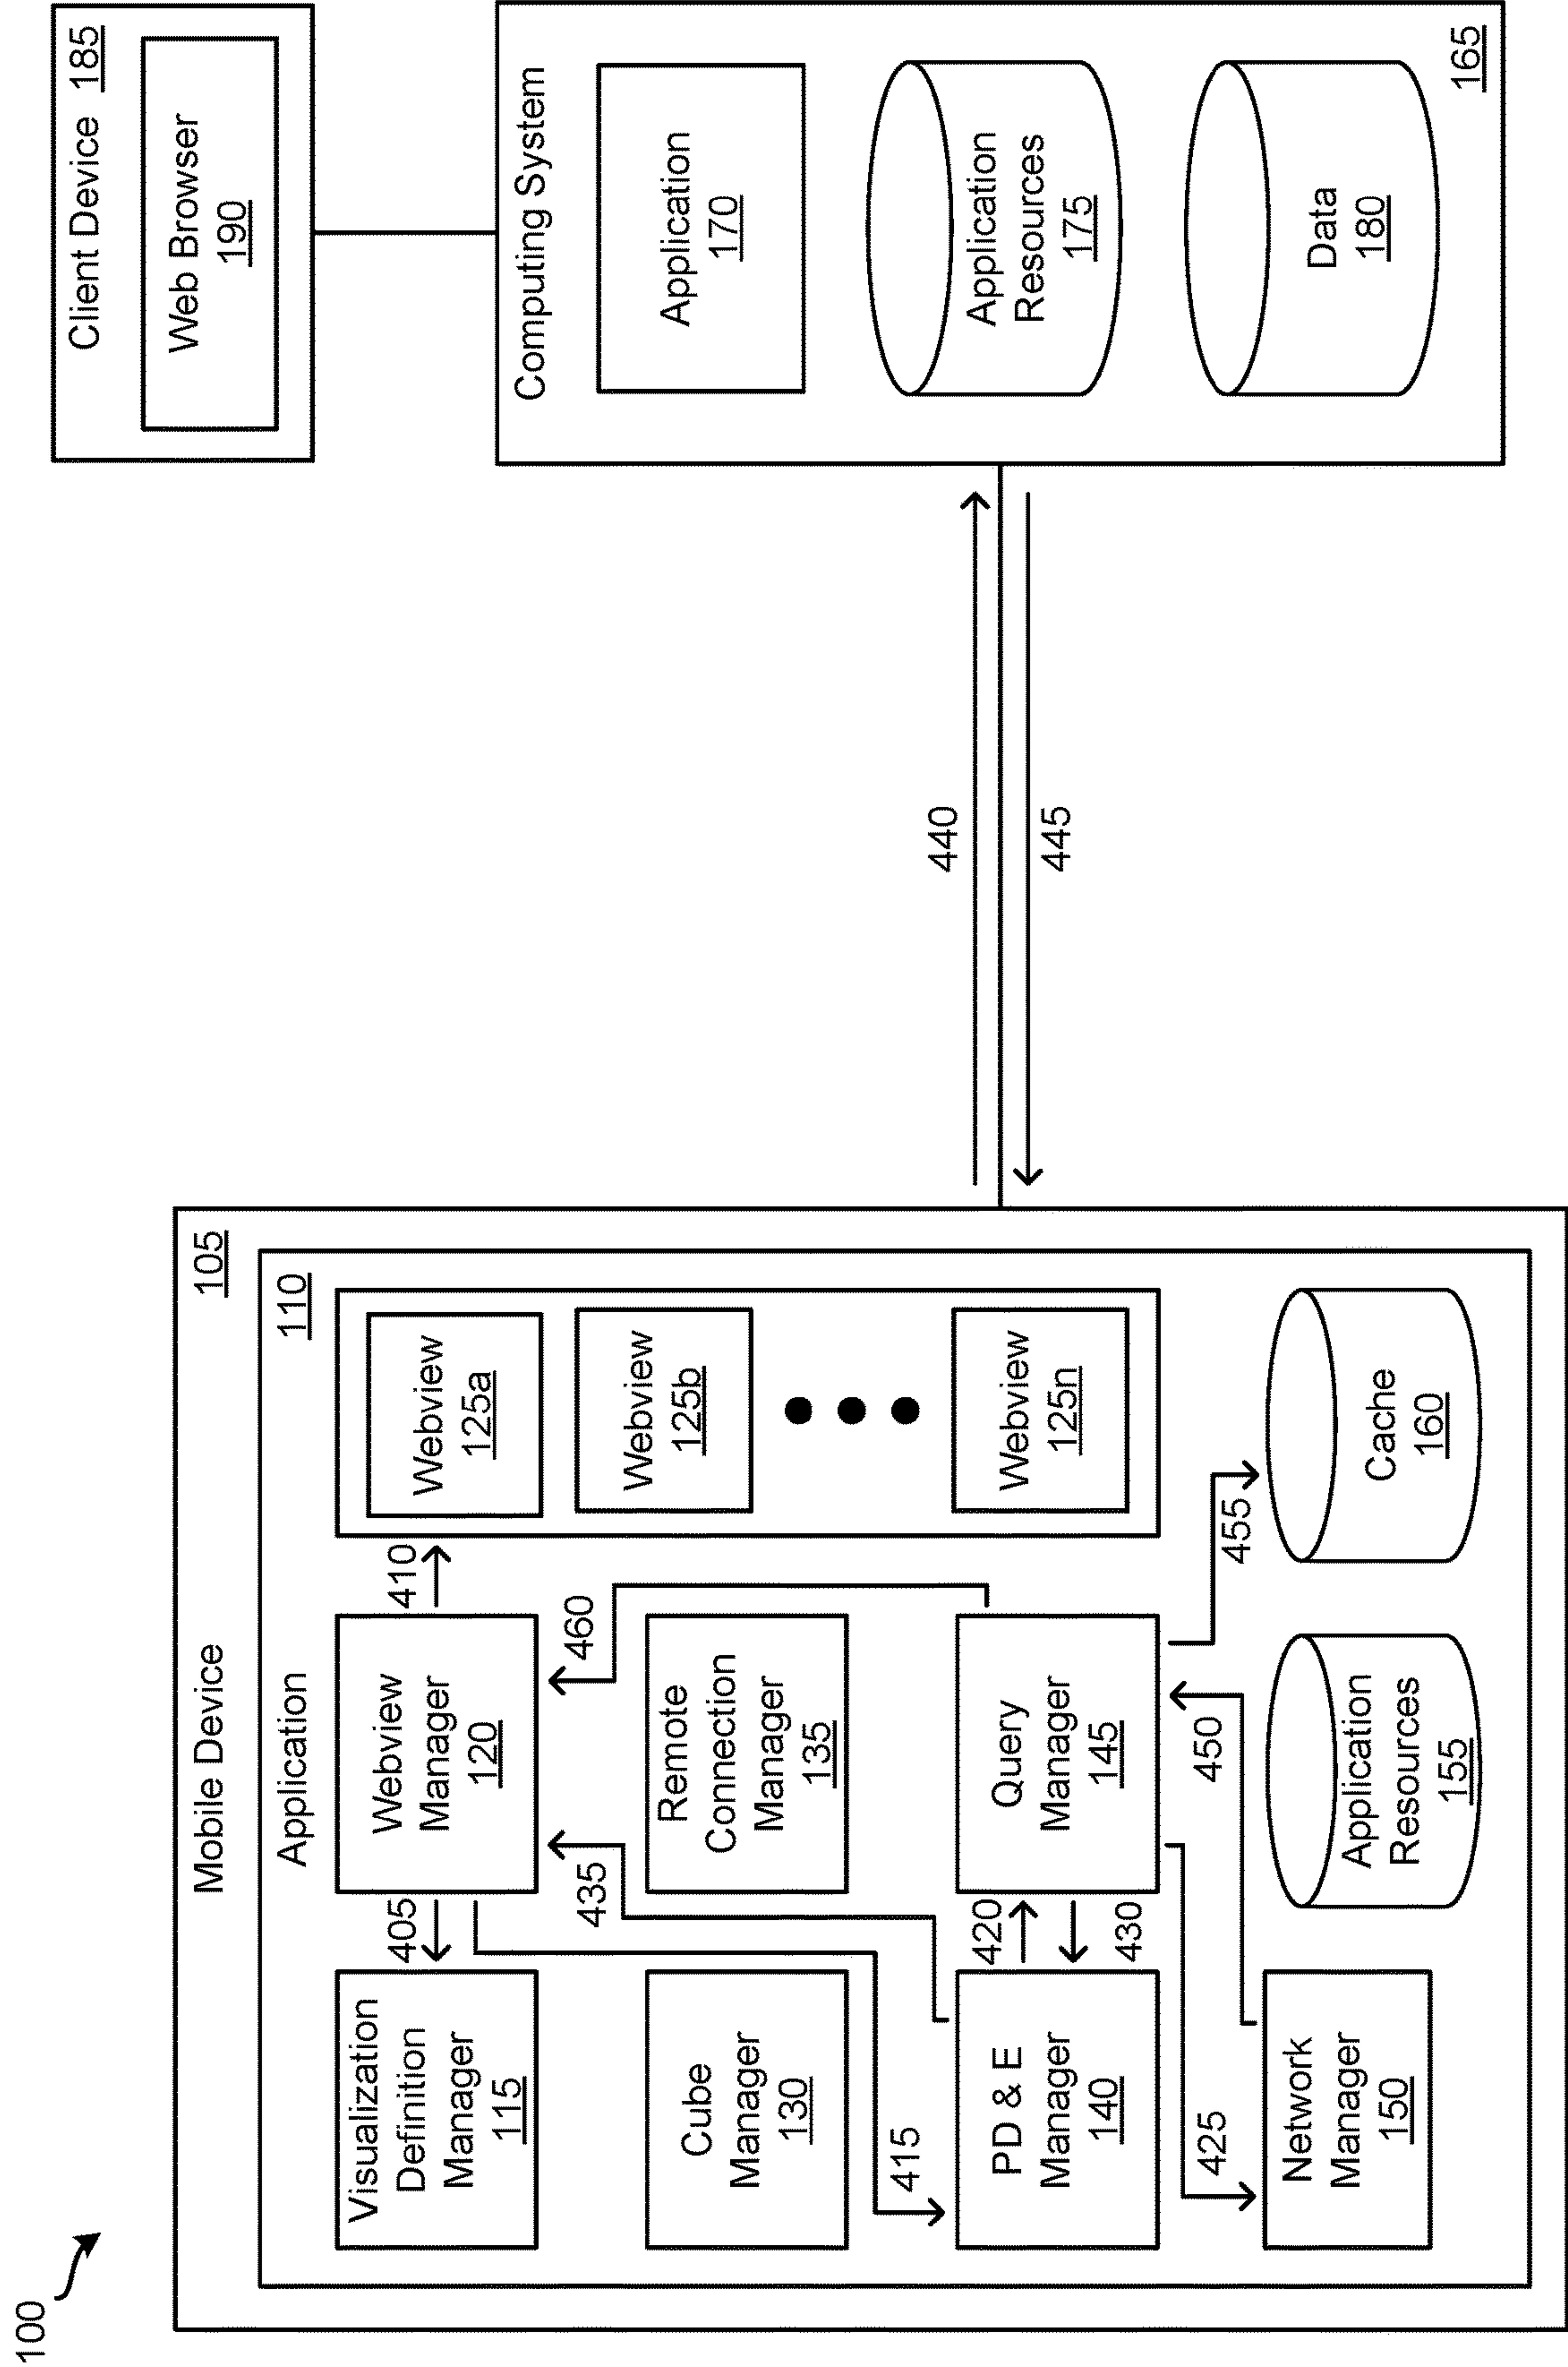 100
Mobile Device
105
Application
110
Visualization
Definition
Manager
115
405
Webview
Manager
120
410
Webview
125a
Webview
125b
Webview
125n
Cube
Manager
130
435
Remote
Connection
Manager
135
460
415
PD & E
Manager
140
420
430
Query
Manager
145
425
450
455
Network
Manager
150
Application
Resources
155
Cache
160
440
445
Client Device 185
Web Browser
190
Computing System
Application
170
Application
Resources
175
Data
180
165